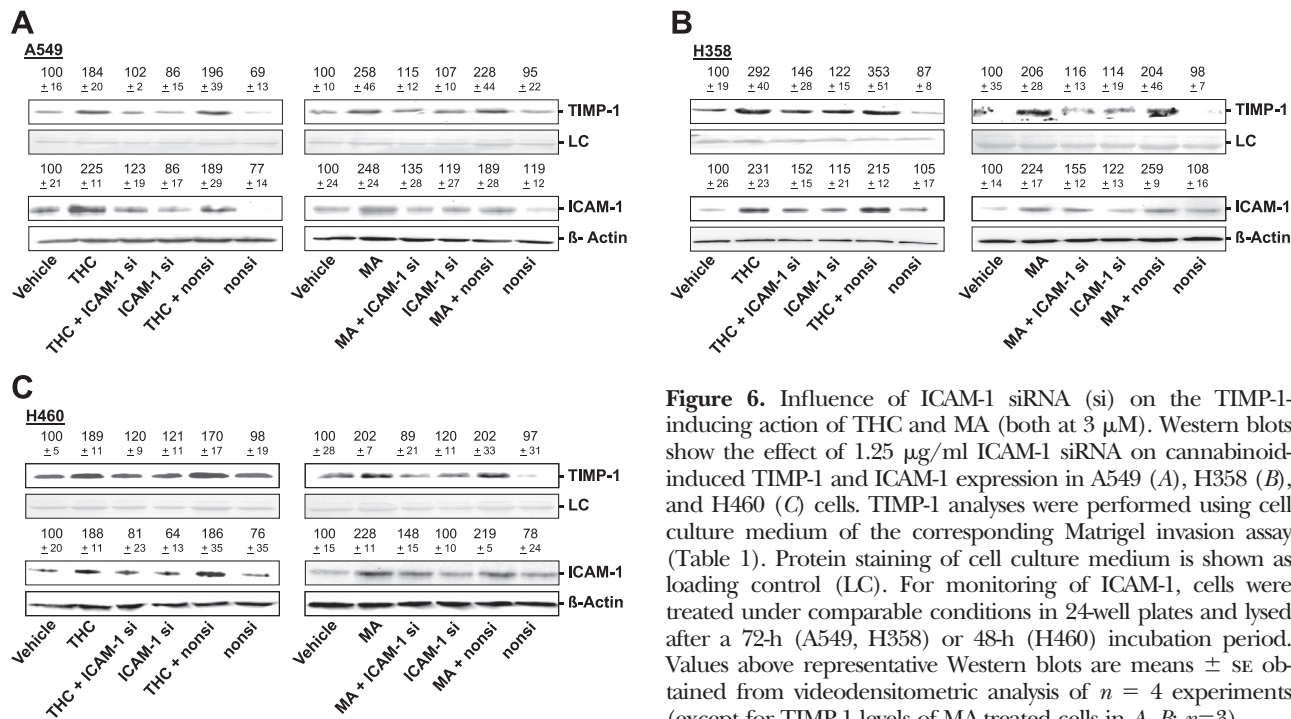 A
A549
100 184 102 86 196 69
± 16 ± 20 ± 2 ± 15 ± 39 ± 13
100 258 115 107 228 95
± 10 ± 46 ± 12 ± 10 ± 44 ± 22
TIMP-1
LC
100 225 123 86 189 77
± 21 ± 11 ± 19 ± 17 ± 29 ± 14
100 248 135 119 189 119
± 24 ± 24 ± 28 ± 27 ± 28 ± 12
ICAM-1
ß- Actin
Vehicle
THC
THC + ICAM-1 si
ICAM-1 si
THC + nonsi
nonsi
Vehicle
MA
MA + ICAM-1 si
ICAM-1 si
MA + nonsi
nonsi
B
H358
100 292 146 122 353 87
± 19 ± 40 ± 28 ± 15 ± 51 ± 8
100 206 116 114 204 98
± 35 ± 28 ± 13 ± 19 ± 46 ± 7
TIMP-1
LC
100 231 152 115 215 105
± 26 ± 23 ± 15 ± 21 ± 12 ± 17
100 224 155 122 259 108
± 14 ± 17 ± 12 ± 13 ± 9 ± 16
ICAM-1
ß-Actin
Vehicle
THC
THC + ICAM-1 si
ICAM-1 si
THC + nonsi
nonsi
Vehicle
MA
MA + ICAM-1 si
ICAM-1 si
MA + nonsi
nonsi
C
H460
100 189 120 121 170 98
± 5 ± 11 ± 9 ± 11 ± 17 ± 19
100 202 89 120 202 97
± 28 ± 7 ± 21 ± 11 ± 33 ± 31
TIMP-1
LC
100 188 81 64 186 76
± 20 ± 11 ± 23 ± 13 ± 35 ± 35
100 228 148 100 219 78
± 15 ± 11 ± 15 ± 10 ± 5 ± 24
ICAM-1
ß-Actin
Vehicle
THC
THC + ICAM-1 si
ICAM-1 si
THC + nonsi
nonsi
Vehicle
MA
MA + ICAM-1 si
ICAM-1 si
MA + nonsi
nonsi
Figure 6. Influence of ICAM-1 siRNA (si) on the TIMP-1-
inducing action of THC and MA (both at 3 μM). Western blots
show the effect of 1.25 μg/ml ICAM-1 siRNA on cannabinoid-
induced TIMP-1 and ICAM-1 expression in A549 (A), H358 (B),
and H460 (C) cells. TIMP-1 analyses were performed using cell
culture medium of the corresponding Matrigel invasion assay
(Table 1). Protein staining of cell culture medium is shown as
loading control (LC). For monitoring of ICAM-1, cells were
treated under comparable conditions in 24-well plates and lysed
after a 72-h (A549, H358) or 48-h (H460) incubation period.
Values above representative Western blots are means ± SE ob-
tained from videodensitometric analysis of n = 4 experiments
(except for TIMP-1 levels of MA-treated cells in A, B; n=3).